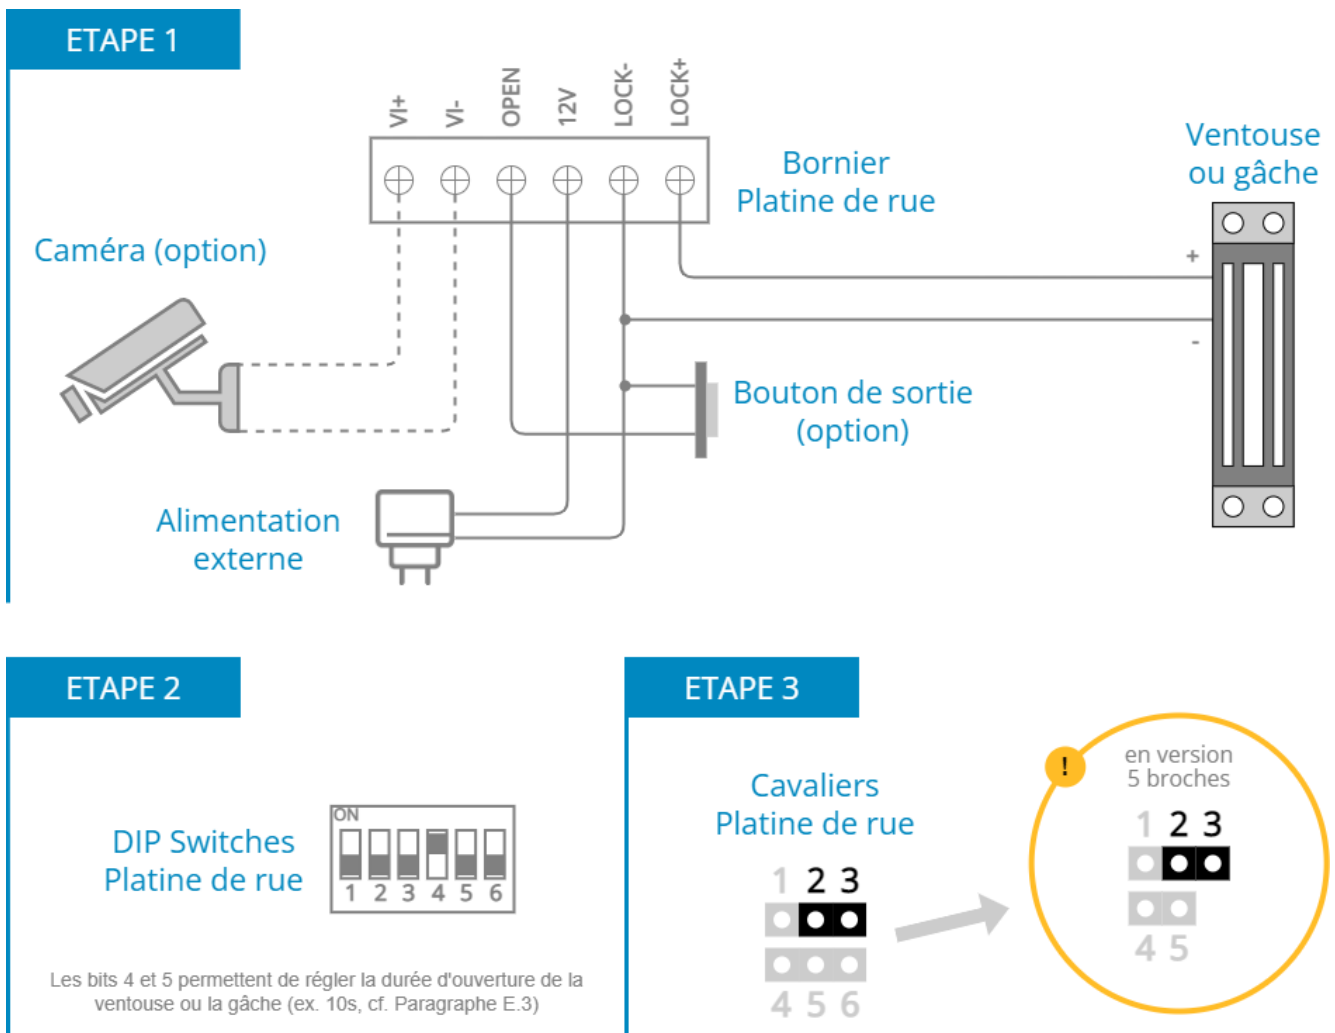 ETAPE 1
VI+
VI-
OPEN
12V
LOCK-
LOCK+
Bornier
Platine de rue
Ventouse
ou gâche
+
-
Caméra (option)
Bouton de sortie
(option)
Alimentation
externe
ETAPE 2
DIP Switches
Platine de rue
ON
1 2 3 4 5 6
Les bits 4 et 5 permettent de régler la durée d'ouverture de la
ventouse ou la gâche (ex. 10s, cf. Paragraphe E.3)
ETAPE 3
Cavaliers
Platine de rue
1 2 3
4 5 6
!
en version
5 broches
1 2 3
4 5